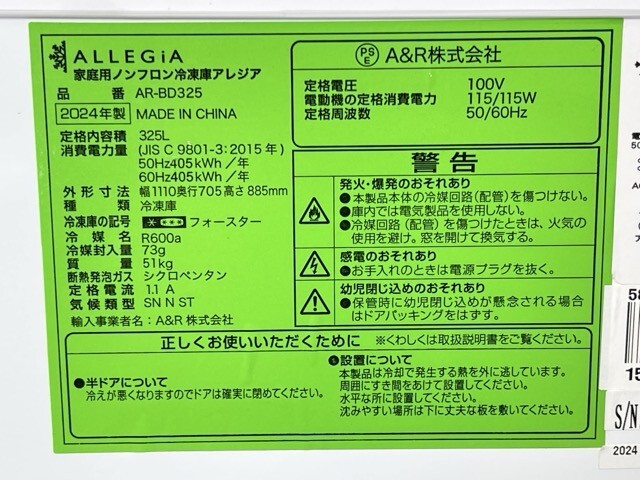 ALLEGiA
家庭用ノンフロン冷凍庫アレジア
品 番 AR-BD325
2024年製 MADE IN CHINA
定格内容積 325L
消費電力量 (JIS C 9801-3:2015年)
50Hz405kWh/年
60Hz405kWh/年
外形寸法 幅1110奥行705高さ885mm
種 類 冷凍庫
冷凍庫の記号 フォースター
冷 媒 名 R600a
冷媒封入量 73g
質 量 51kg
断熱発泡ガス シクロペンタン
定格電流 1.1 A
気候類型 SN N ST
輸入事業者名:A&R株式会社
PSE A&R株式会社
定格電圧 100V
電動機の定格消費電力 115/115W
定格周波数 50/60Hz
警告
発火・爆発のおそれあり
●本製品本体の冷媒回路(配管)を傷つけない。
●庫内では電気製品を使用しない。
●冷媒回路(配管)を傷つけたときは、火気の
使用を避け。窓を開けて換気する。
感電のおそれあり
●お手入れのときは電源プラグを抜く。
幼児閉じ込めのおそれあり
●保管時に幼児閉じ込めが懸念される場合
はドアパッキングをはずす。
正しくお使いいただくために ※くわしくは取扱説明書をご覧ください。
●半ドアについて
冷えが悪くなりますのでドアは確実に閉めてください。
●設置について
本製品は冷却で発生する熱を外に逃しています。
周囲にすき間をあけて設置してください。
水平な所に設置してください。
沈みやすい場所は下に丈夫な板を敷いてください。
58
15
S/N
2024